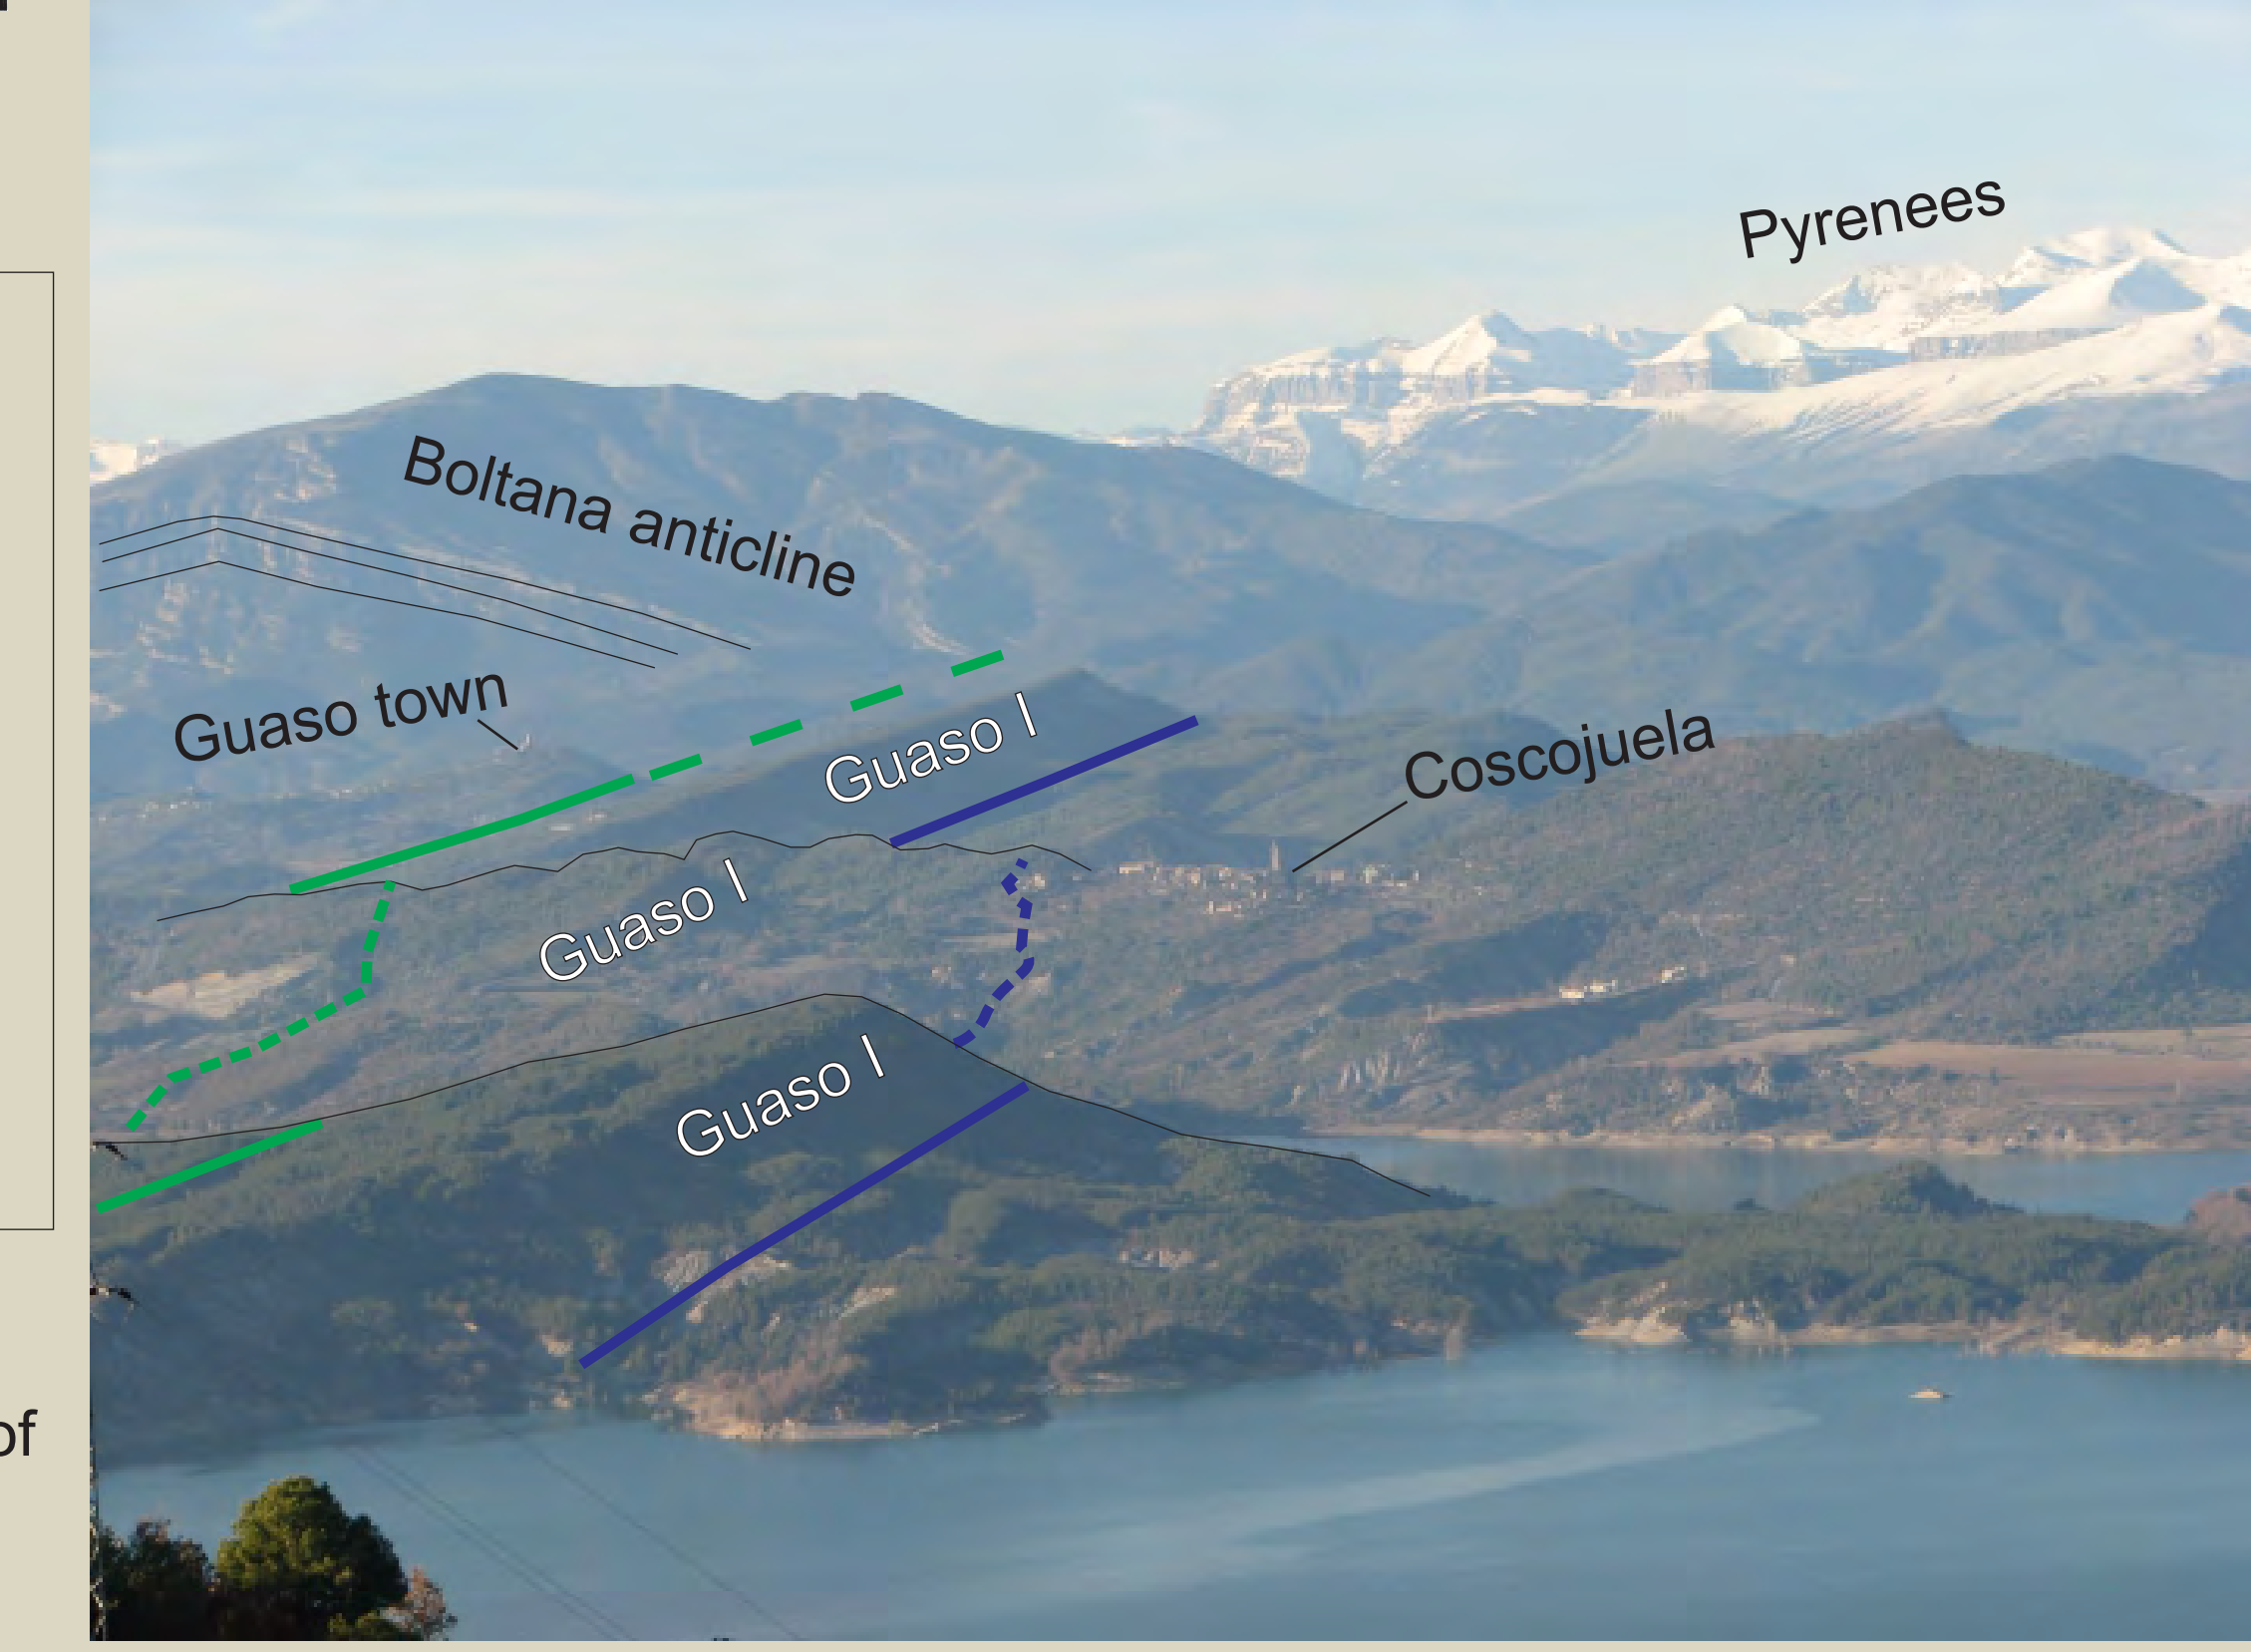 Pyrenees
Boltana anticline
Guaso town
Guaso I
Coscojuela
Guaso I
Guaso I
of